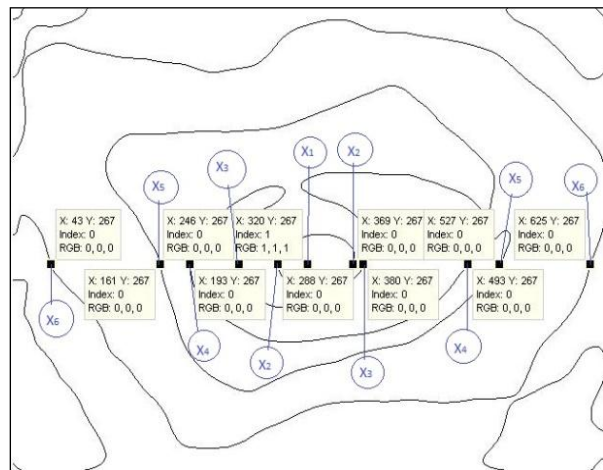 X₁
X₂
X₃
X₅
X₅
X₆
X: 43 Y: 267
Index: 0
RGB: 0,0,0
X: 246 Y: 267
Index: 0
RGB: 0,0,0
X: 320 Y: 267
Index: 1
RGB: 1,1,1
X: 369 Y: 267
Index: 0
RGB: 0,0,0
X: 527 Y: 267
Index: 0
RGB: 0,0,0
X: 625 Y: 267
Index: 0
RGB: 0,0,0
X: 161 Y: 267
Index: 0
RGB: 0,0,0
X: 193 Y: 267
Index: 0
RGB: 0,0,0
X: 288 Y: 267
Index: 0
RGB: 0,0,0
X: 380 Y: 267
Index: 0
RGB: 0,0,0
X: 493 Y: 267
Index: 0
RGB: 0,0,0
X₆
X₄
X₂
X₃
X₄